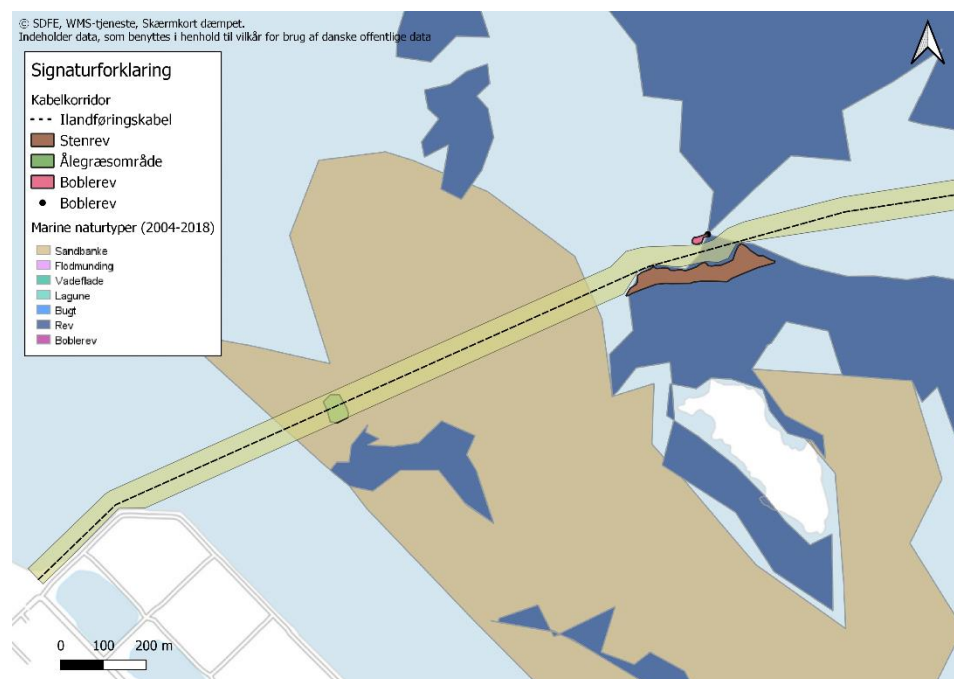 © SDFE, WMS-tjeneste, Skærmkort dæmpet.
Indeholder data, som benyttes i henhold til vilkår for brug af danske offentlige data
Signaturforklaring
Kabelkorridor
Ilandføringskabel
Stenrev
Ålegræsområde
Boblerev
Boblerev
Marine naturtyper (2004-2018)
Sandbanke
Flodmunding
Vadeflade
Lagune
Bugt
Rev
Boblerev
0 100 200 m